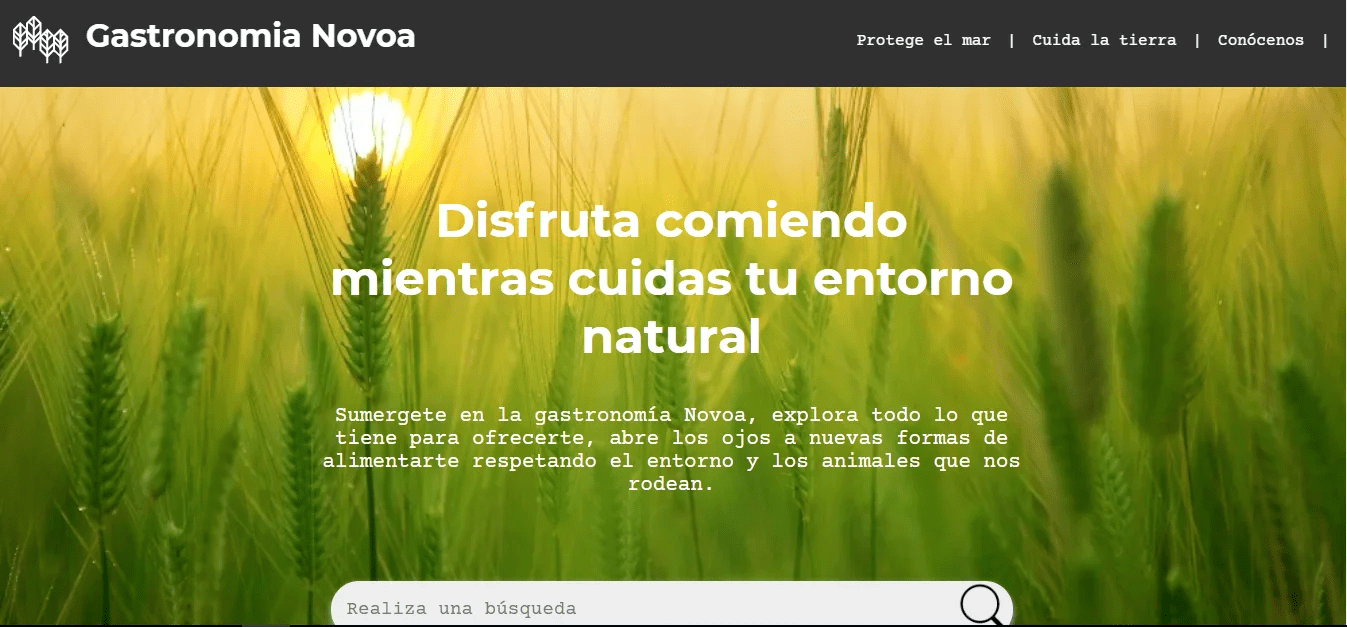 Gastronomia Novoa
Protege el mar | Cuida la tierra | Conócenos |
Disfruta comiendo
mientras cuidas tu entorno
natural
Sumergete en la gastronomía Novoa, explora todo lo que
tiene para ofrecerte, abre los ojos a nuevas formas de
alimentarte respetando el entorno y los animales que nos
rodean.
Realiza una búsqueda